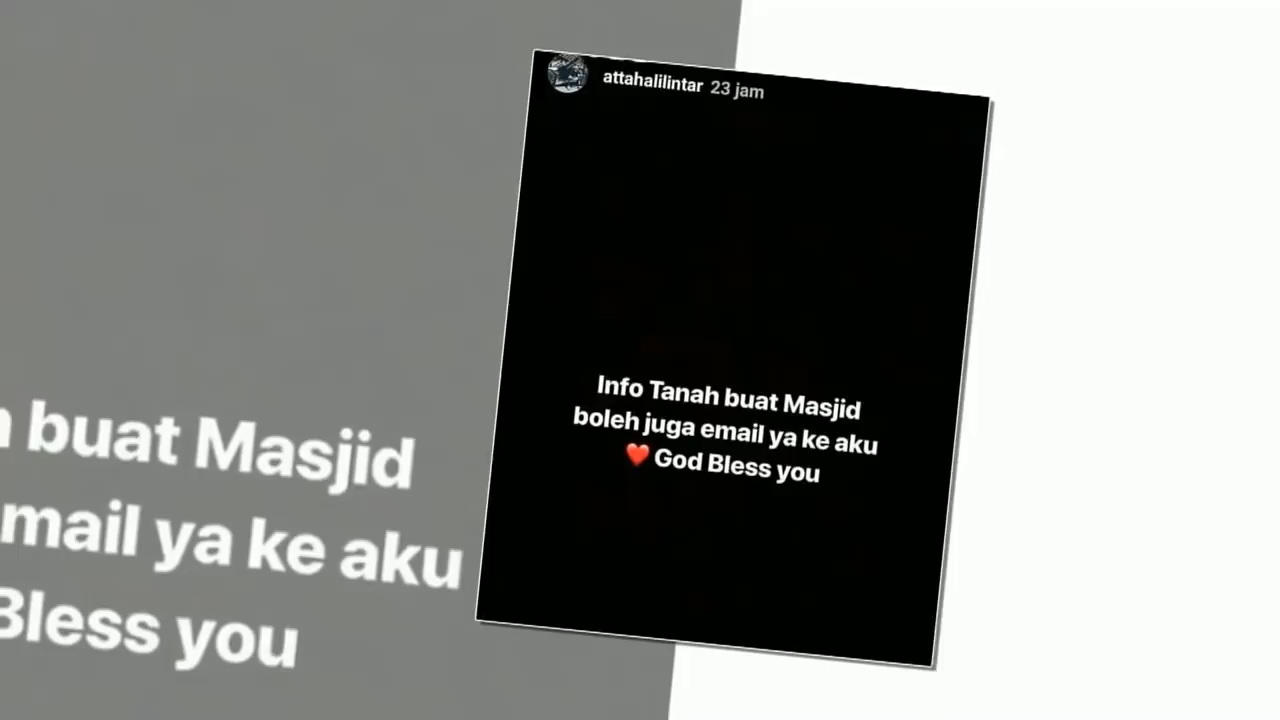 attahalilintar 23 jam
Info Tanah buat Masjid
boleh juga email ya ke aku
❤️ God Bless you
buat Masjid
email ya ke aku
Bless you